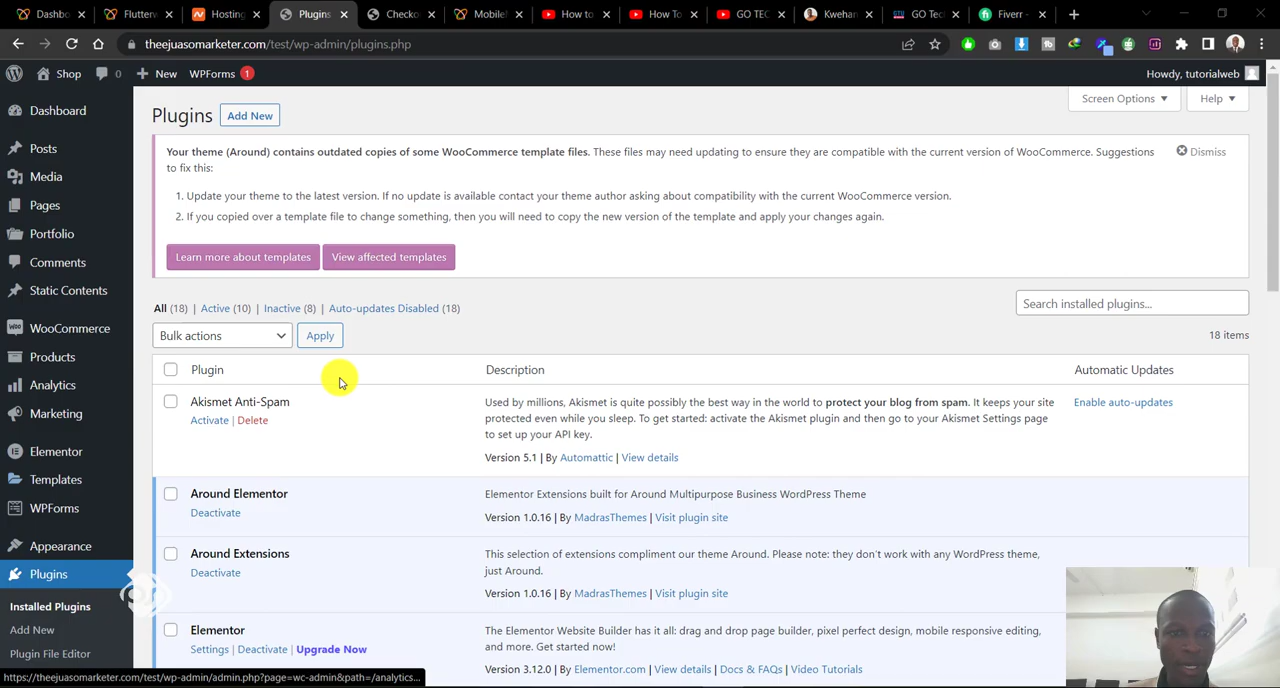 Dashbo
Flutterw
Hosting
Plugins
Checko
MobileM
How to
How To
GO TEC
Kwehan
GO Tech
Fiverr -
theejuasomarketer.com/test/wp-admin/plugins.php
Shop 0 New WPForms 1
Howdy, tutorialweb
Dashboard
Posts
Media
Pages
Portfolio
Comments
Static Contents
WooCommerce
Products
Analytics
Marketing
Elementor
Templates
WPForms
Appearance
Plugins
Installed Plugins
Add New
Plugin File Editor
Screen Options
Help
Plugins Add New
Your theme (Around) contains outdated copies of some WooCommerce template files. These files may need updating to ensure they are compatible with the current version of WooCommerce. Suggestions
to fix this:
Dismiss
1. Update your theme to the latest version. If no update is available contact your theme author asking about compatibility with the current WooCommerce version.
2. If you copied over a template file to change something, then you will need to copy the new version of the template and apply your changes again.
Learn more about templates View affected templates
All (18) | Active (10) | Inactive (8) | Auto-updates Disabled (18)
Search installed plugins...
Bulk actions Apply
18 items
Plugin Description Automatic Updates
Akismet Anti-Spam
Activate | Delete
Used by millions, Akismet is quite possibly the best way in the world to protect your blog from spam. It keeps your site
protected even while you sleep. To get started: activate the Akismet plugin and then go to your Akismet Settings page
to set up your API key.
Version 5.1 | By Automattic | View details
Enable auto-updates
Around Elementor
Deactivate
Elementor Extensions built for Around Multipurpose Business WordPress Theme
Version 1.0.16 | By MadrasThemes | Visit plugin site
Around Extensions
Deactivate
This selection of extensions compliment our theme Around. Please note: they don't work with any WordPress theme,
just Around.
Version 1.0.16 | By MadrasThemes | Visit plugin site
Elementor
Settings | Deactivate | Upgrade Now
The Elementor Website Builder has it all: drag and drop page builder, pixel perfect design, mobile responsive editing,
and more. Get started now!
Version 3.12.0 | By Elementor.com | View details | Docs & FAQs | Video Tutorials
https://theejuasomarketer.com/test/wp-admin/admin.php?page=wc-admin&path=/analytics...